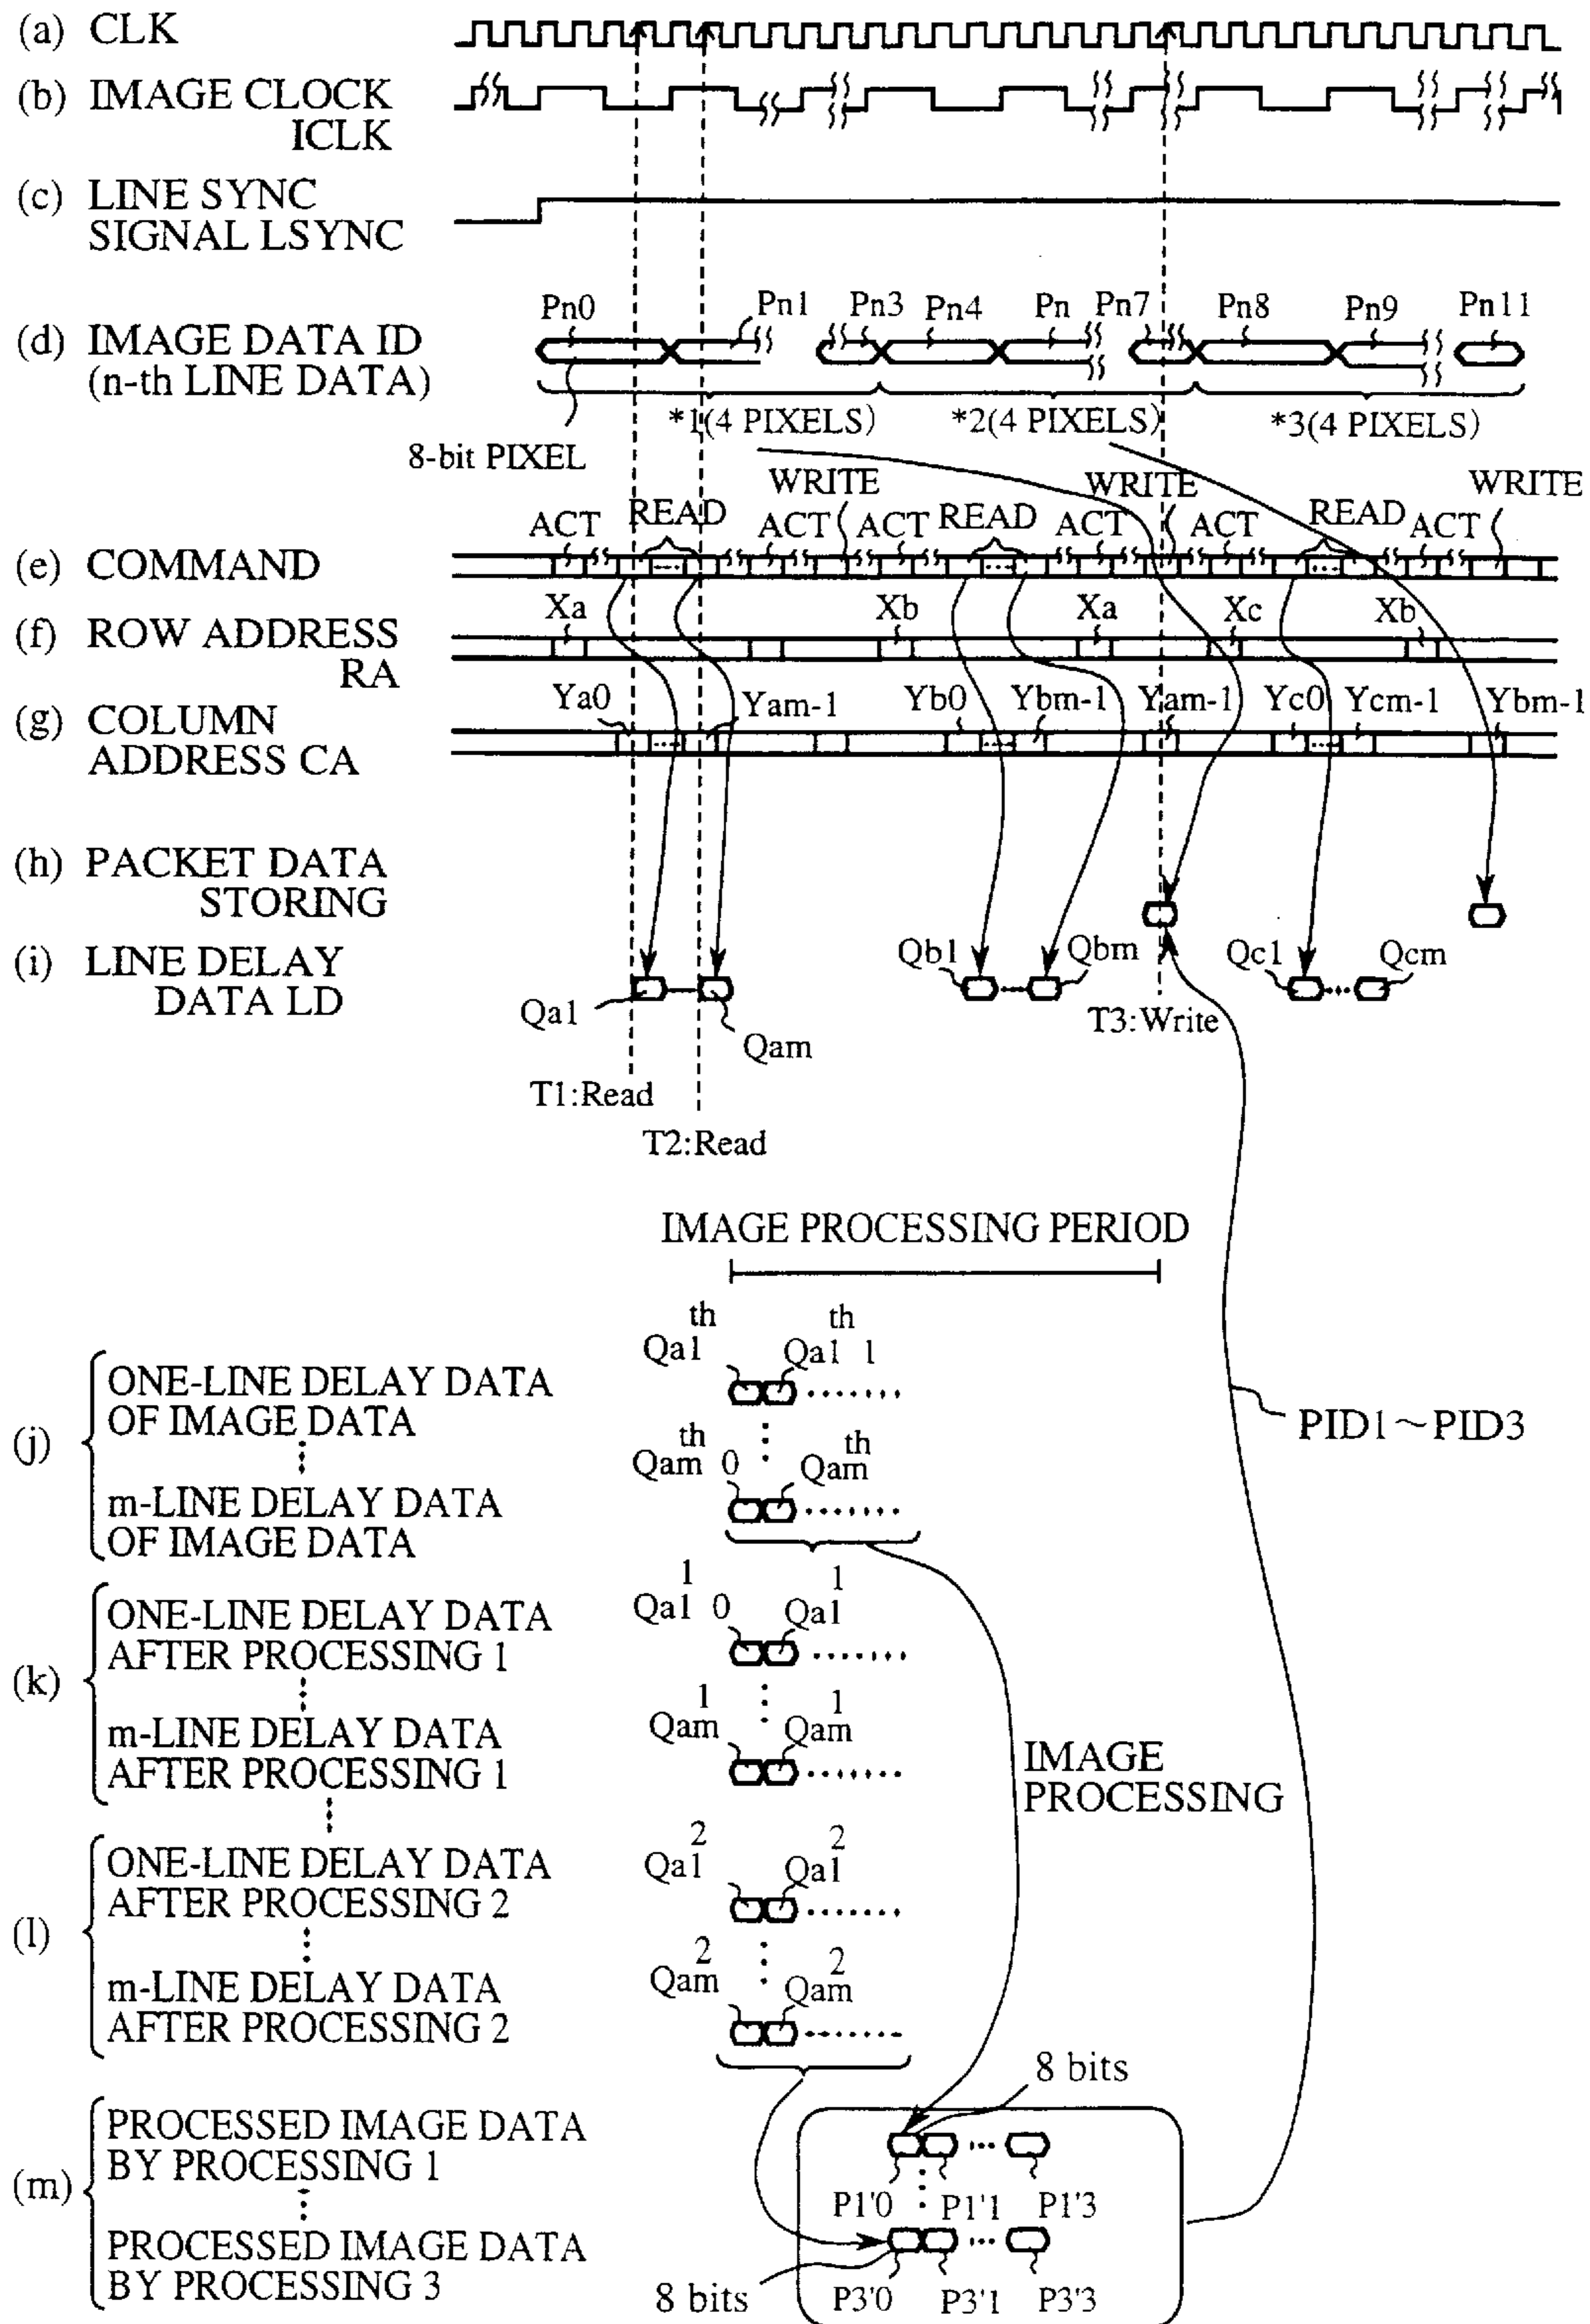 (a) CLK
(b) IMAGE CLOCK
ICLK
(c) LINE SYNC
SIGNAL LSYNC
Pn0 Pn1 Pn3 Pn4 Pn Pn7 Pn8 Pn9 Pn11
(d) IMAGE DATA ID
(n-th LINE DATA)
*1(4 PIXELS) *2(4 PIXELS) *3(4 PIXELS)
8-bit PIXEL
WRITE WRITE WRITE
ACT READ ACT ACT READ ACT ACT READ ACT
(e) COMMAND
Xa Xb Xa Xc Xb
(f) ROW ADDRESS
RA
Ya0 Yam-1 Yb0 Ybm-1 Yam-1 Yc0 Ycm-1 Ybm-1
(g) COLUMN
ADDRESS CA
(h) PACKET DATA
STORING
(i) LINE DELAY
DATA LD
Qa1 Qam Qb1 Qbm Qc1 Qcm
T3:Write
T1:Read
T2:Read
IMAGE PROCESSING PERIOD
th th
Qa1 Qa1 1
(j) ONE-LINE DELAY DATA
OF IMAGE DATA
th th
Qam 0 Qam
m-LINE DELAY DATA
OF IMAGE DATA
PID1～PID3
1 1
Qa1 0 Qa1
(k) ONE-LINE DELAY DATA
AFTER PROCESSING 1
1 1
Qam Qam
m-LINE DELAY DATA
AFTER PROCESSING 1
IMAGE
PROCESSING
2 2
Qa1 Qa1
(l) ONE-LINE DELAY DATA
AFTER PROCESSING 2
2 2
Qam Qam
m-LINE DELAY DATA
AFTER PROCESSING 2
8 bits
(m) PROCESSED IMAGE DATA
BY PROCESSING 1
P1'0 P1'1 P1'3
PROCESSED IMAGE DATA
BY PROCESSING 3
8 bits P3'0 P3'1 P3'3